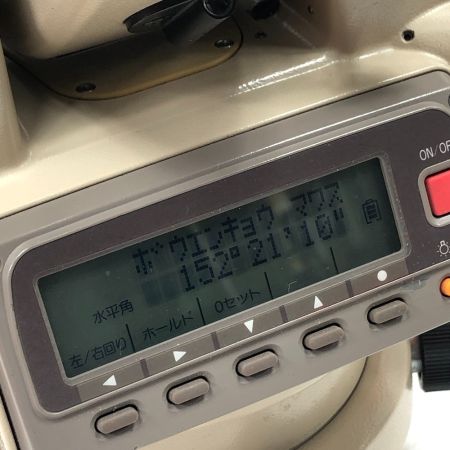 ボウエンキョウ マワス
152°21'10"
水平角
左/右回り ホールド 0セット
ON/OF